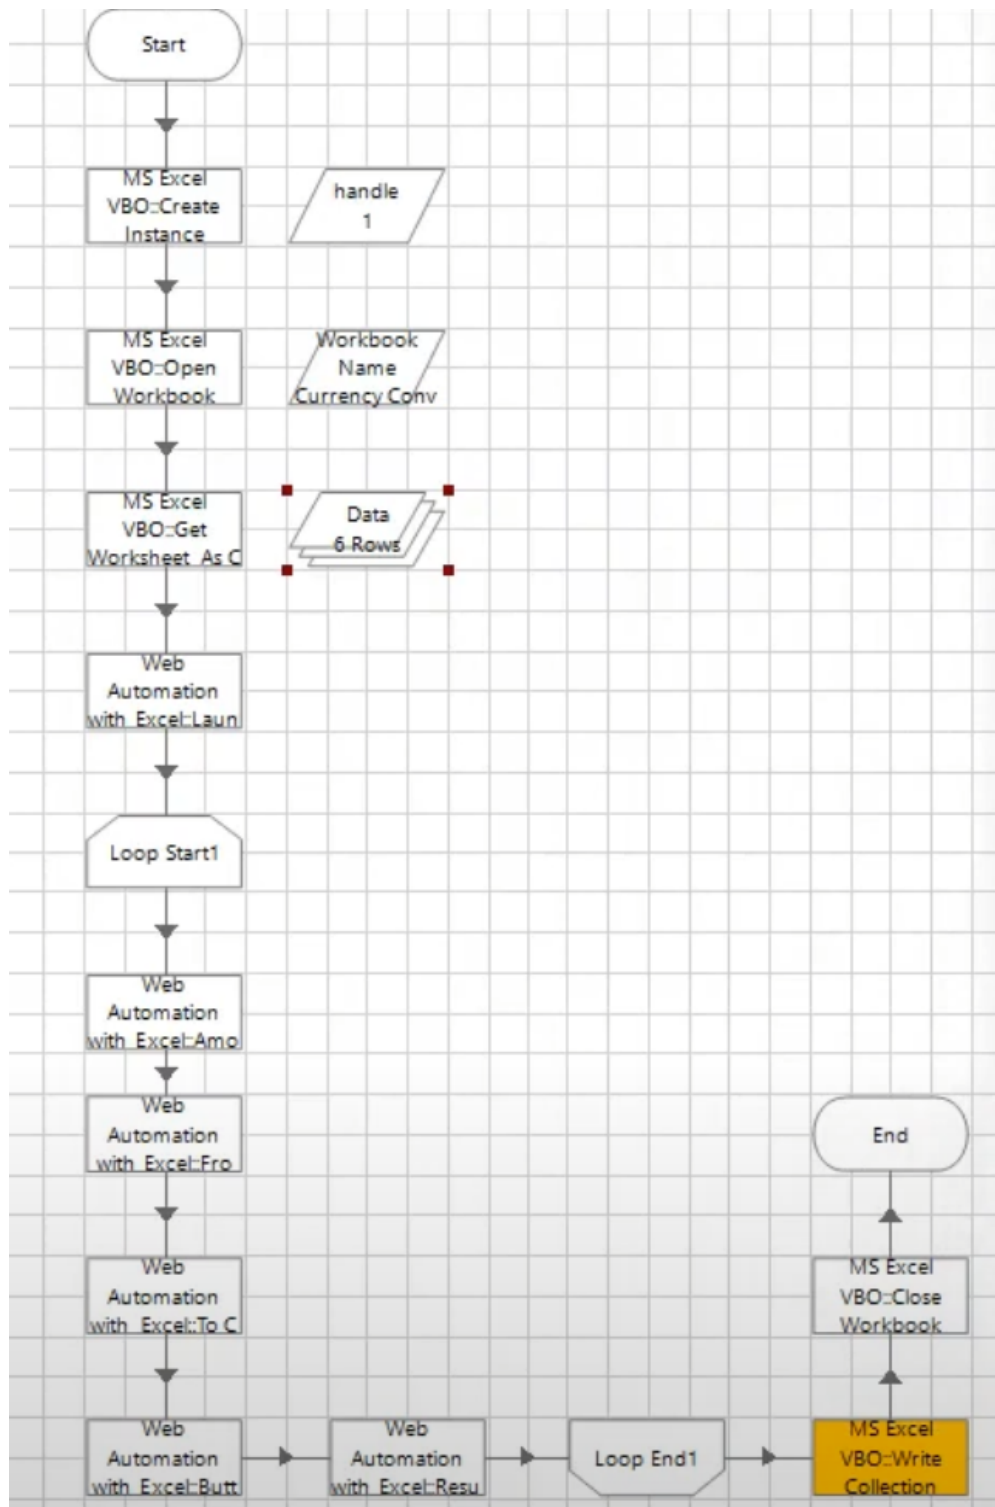 Start
MS Excel
VBO::Create
Instance
handle
1
MS Excel
VBO::Open
Workbook
Workbook
Name
Currency Conv
MS Excel
VBO::Get
Worksheet As C
Data
6 Rows
Web
Automation
with Excel::Laun
Loop Start1
Web
Automation
with Excel::Amo
Web
Automation
with Excel::Fro
End
Web
Automation
with Excel::To C
MS Excel
VBO::Close
Workbook
Web
Automation
with Excel::Butt
Web
Automation
with Excel::Resu
Loop End1
MS Excel
VBO::Write
Collection